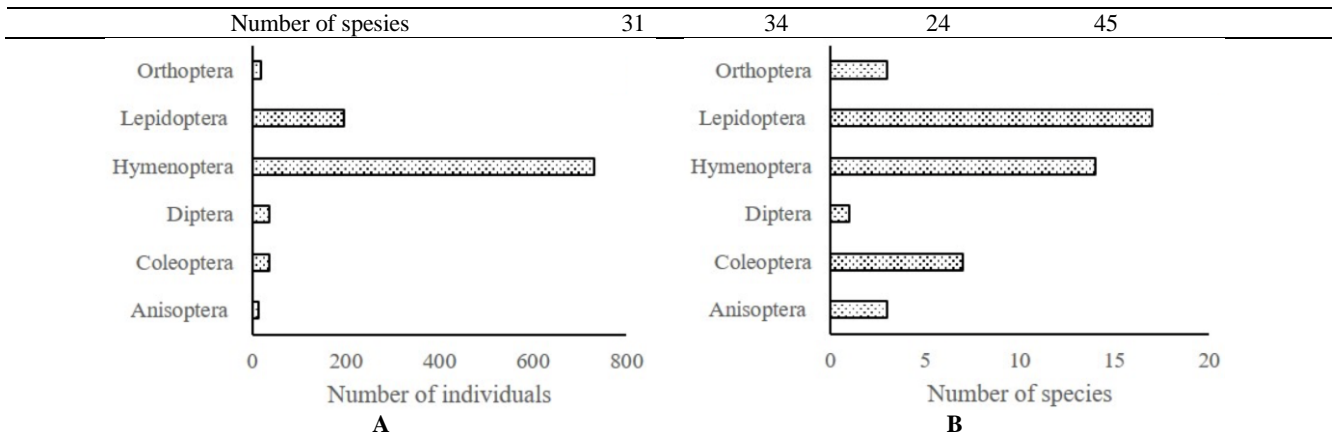 Number of spesies 31 34 24 45
Orthoptera
Lepidoptera
Hymenoptera
Diptera
Coleoptera
Anisoptera
0 200 400 600 800
Number of individuals
A
Orthoptera
Lepidoptera
Hymenoptera
Diptera
Coleoptera
Anisoptera
0 5 10 15 20
Number of species
B